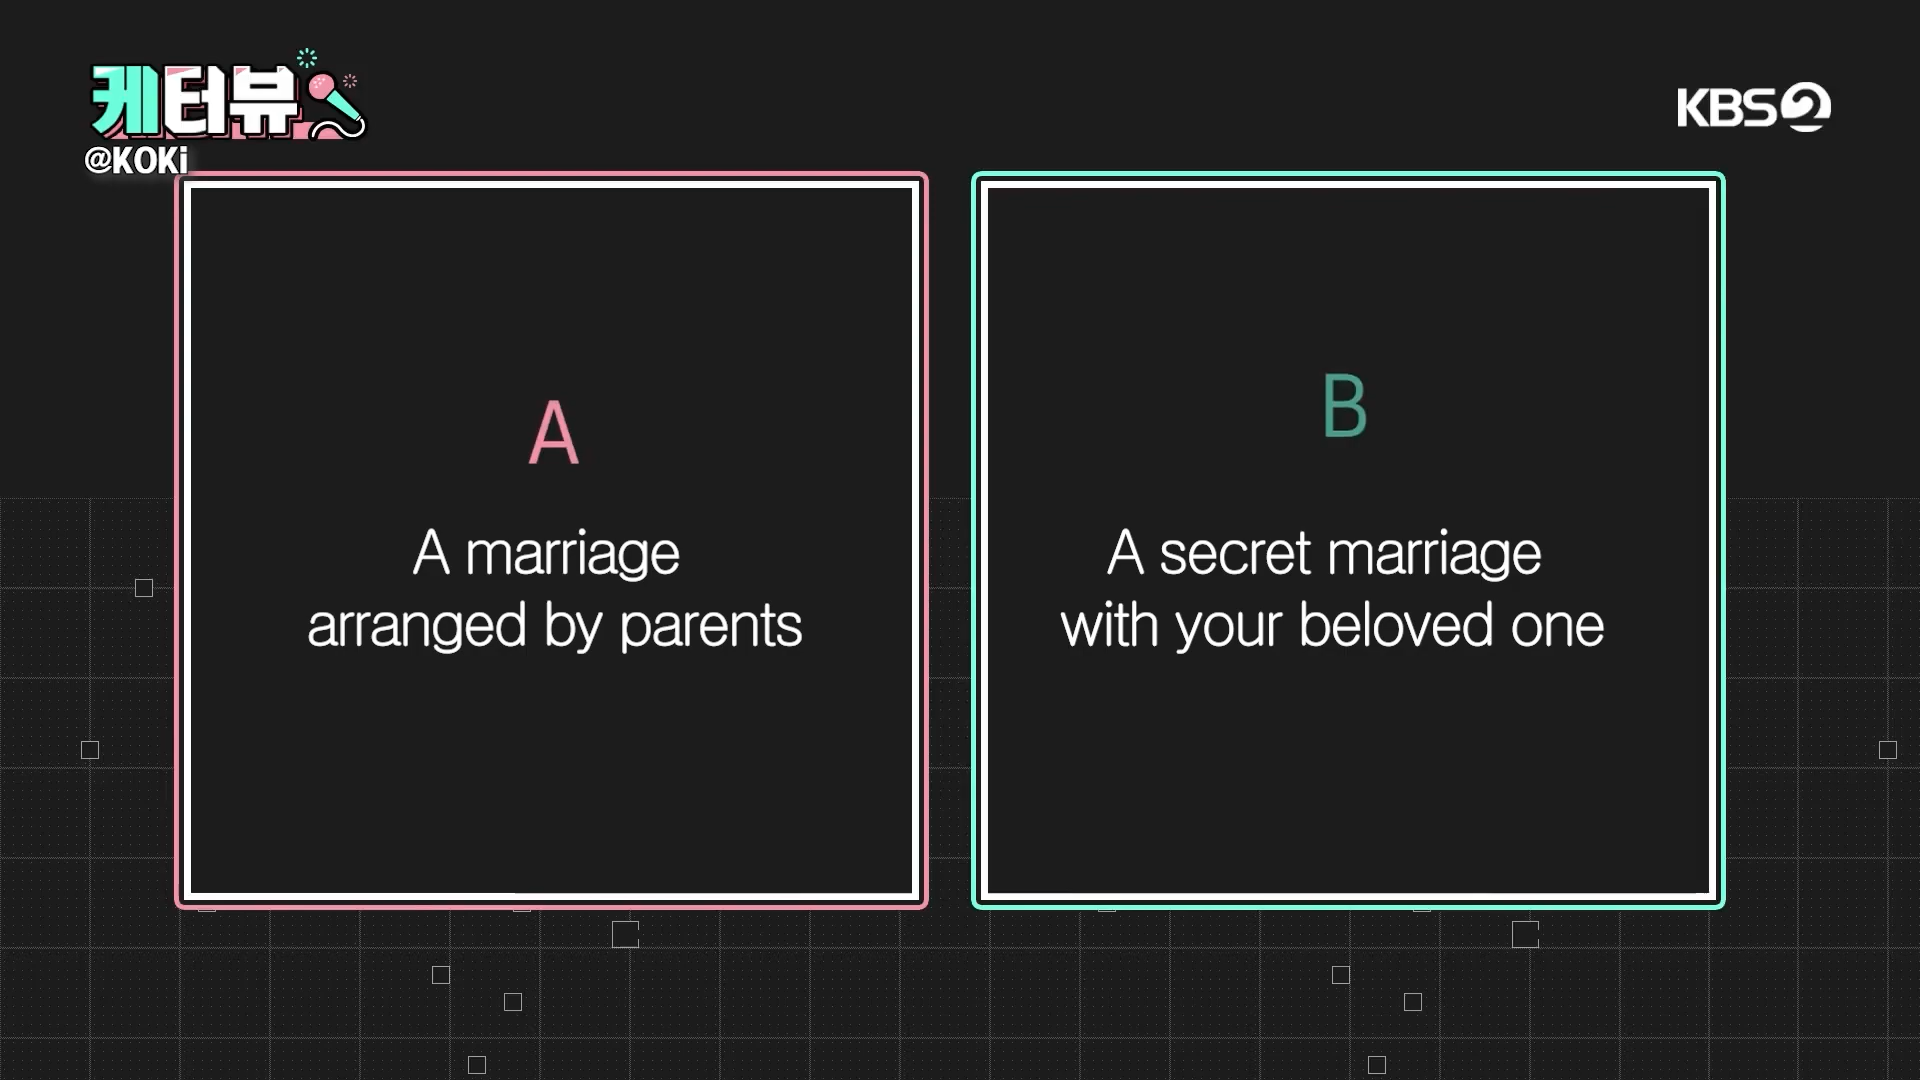 케터뷰
@KOKi
KBS2
A
A marriage
arranged by parents
B
A secret marriage
with your beloved one